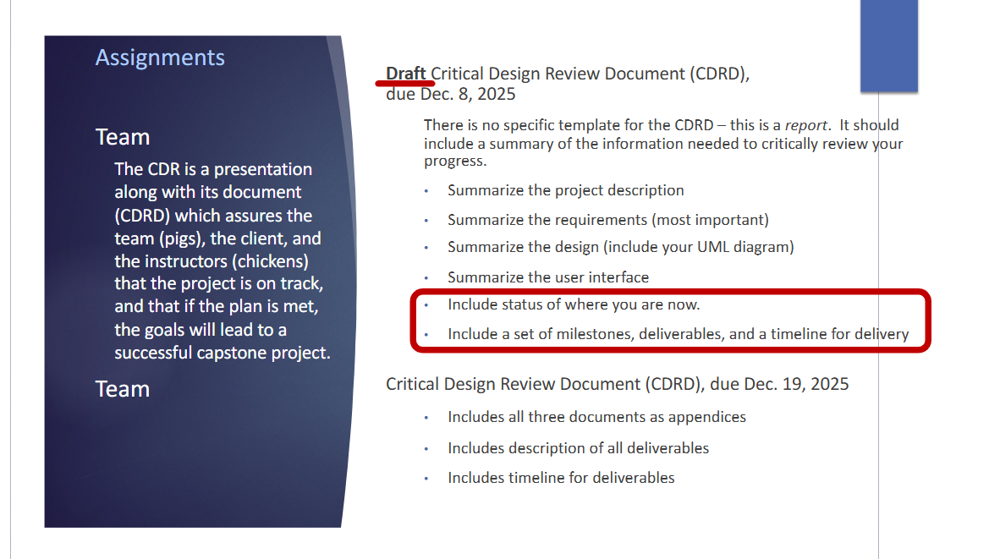 Assignments
Team
The CDR is a presentation
along with its document
(CDRD) which assures the
team (pigs), the client, and
the instructors (chickens)
that the project is on track,
and that if the plan is met,
the goals will lead to a
successful capstone project.
Team
Draft Critical Design Review Document (CDRD),
due Dec. 8, 2025
There is no specific template for the CDRD – this is a report.  It should
include a summary of the information needed to critically review your
progress.
• Summarize the project description
• Summarize the requirements (most important)
• Summarize the design (include your UML diagram)
• Summarize the user interface
• Include status of where you are now.
• Include a set of milestones, deliverables, and a timeline for delivery
Critical Design Review Document (CDRD), due Dec. 19, 2025
• Includes all three documents as appendices
• Includes description of all deliverables
• Includes timeline for deliverables